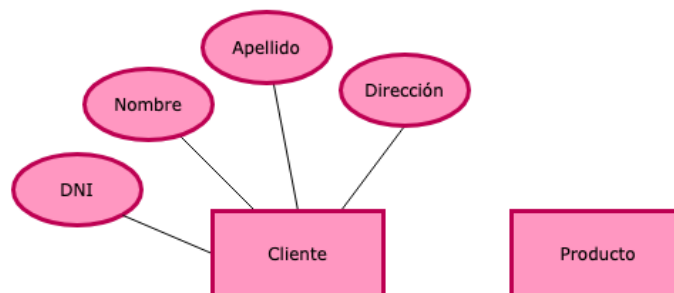 Apellido
Dirección
Nombre
DNI
Cliente
Producto